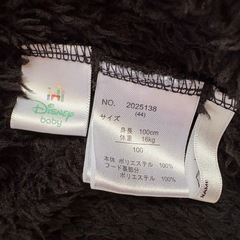 Disney
baby
NO. 2025138
(44)
サイズ
身長 100cm
体重 16kg
100
本体 ポリエステル 100%
フード裏部分
ポリエステル 100%